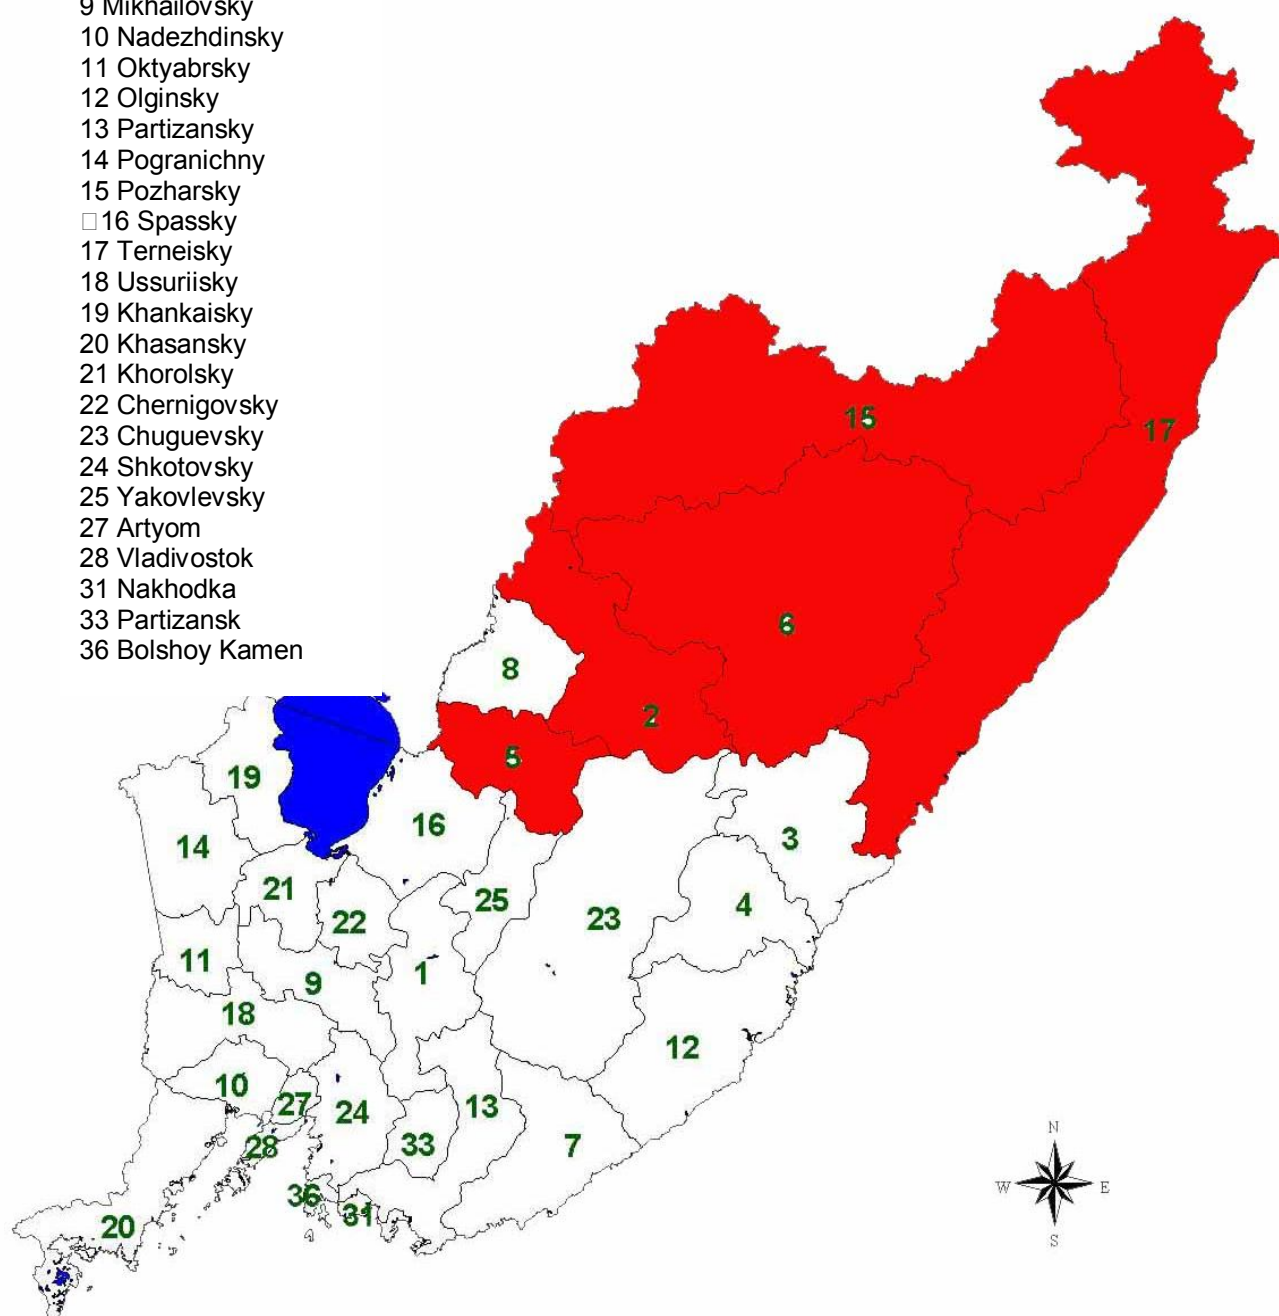 9 Mikhailovsky
10 Nadezhdinsky
11 Oktyabrsky
12 Olginsky
13 Partizansky
14 Pogranichny
15 Pozharsky
□16 Spassky
17 Terneisky
18 Ussuriisky
19 Khankaisky
20 Khasansky
21 Khorolsky
22 Chernigovsky
23 Chuguevsky
24 Shkotovsky
25 Yakovlevsky
27 Artyom
28 Vladivostok
31 Nakhodka
33 Partizansk
36 Bolshoy Kamen
15
17
6
8
2
5
19
16
3
14
21
25
4
22
23
11
1
9
18
12
10
27
24
13
33
7
28
36
31
20
N
W
E
S